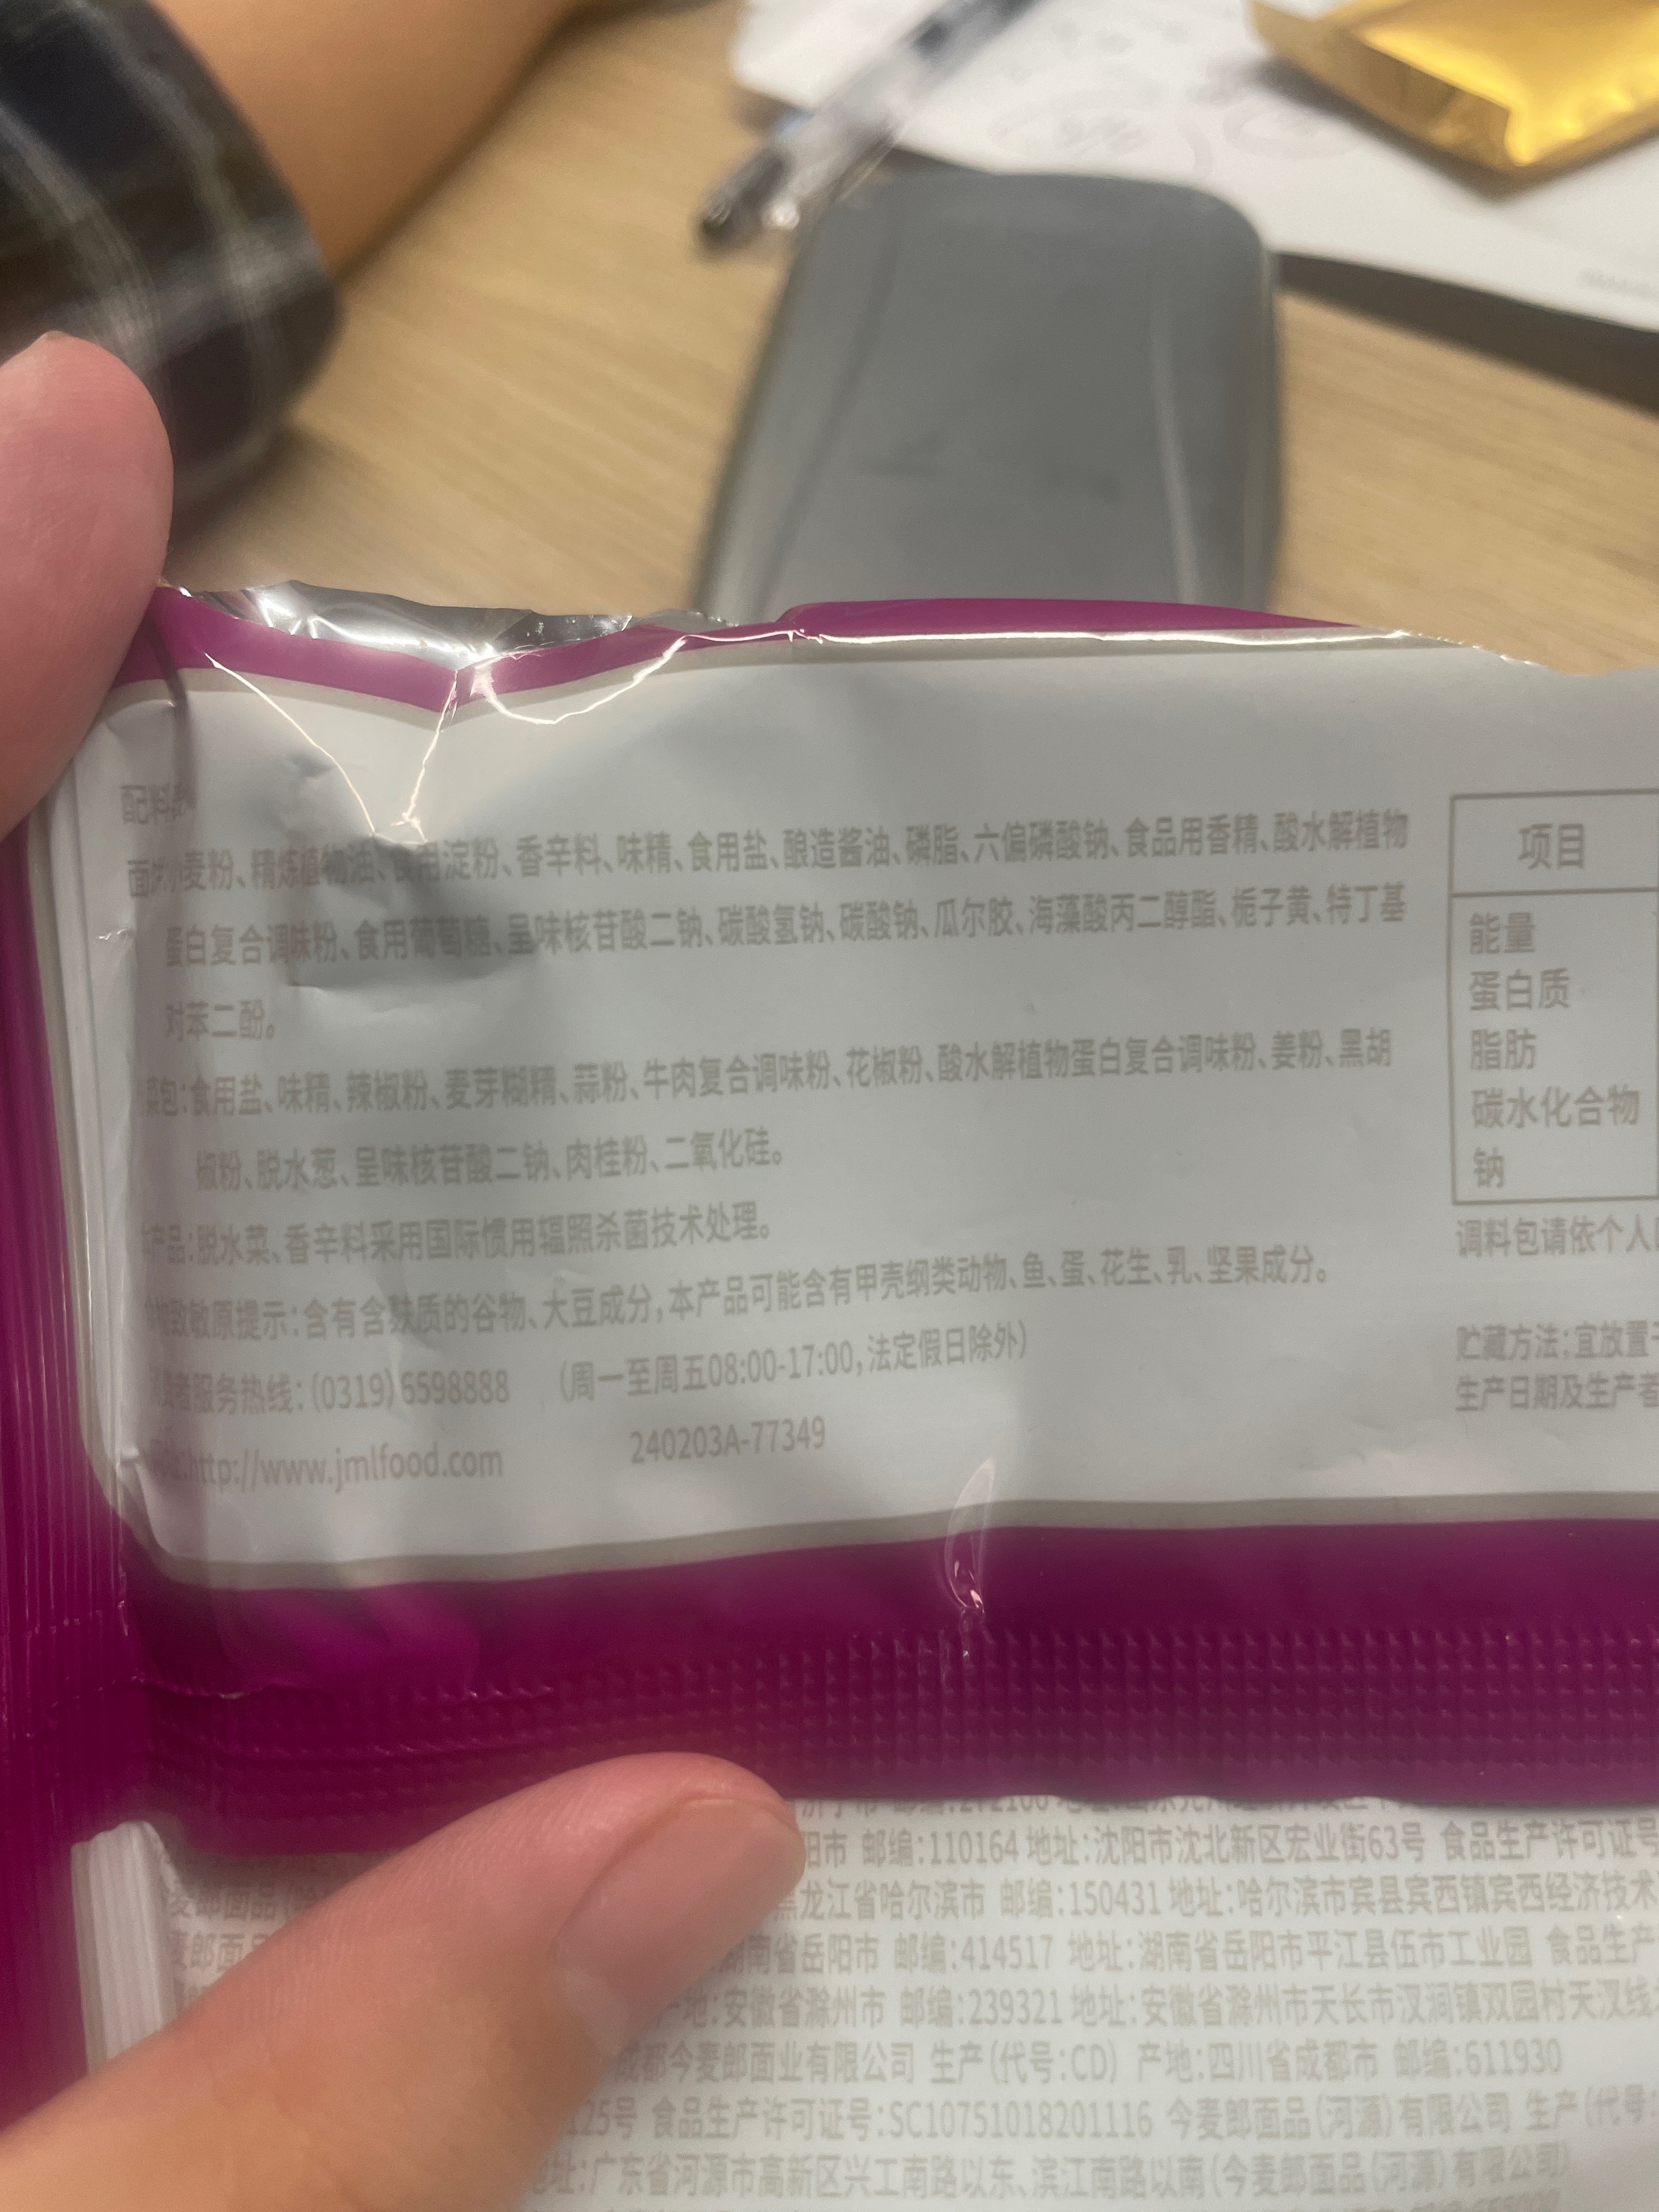 配料表
面饼:小麦粉、精炼植物油、食用淀粉、香辛料、味精、食用盐、酿造酱油、磷脂、六偏磷酸钠、食品用香精、酸水解植物
蛋白复合调味粉、食用葡萄糖、呈味核苷酸二钠、碳酸氢钠、碳酸钠、瓜尔胶、海藻酸丙二醇酯、栀子黄、特丁基
对苯二酚。
包:食用盐、味精、辣椒粉、麦芽糊精、蒜粉、牛肉复合调味粉、花椒粉、酸水解植物蛋白复合调味粉、姜粉、黑胡
椒粉、脱水葱、呈味核苷酸二钠、肉桂粉、二氧化硅。
产品:脱水菜、香辛料采用国际惯用辐照杀菌技术处理。
物致敏原提示:含有含麸质的谷物、大豆成分,本产品可能含有甲壳纲类动物、鱼、蛋、花生、乳、坚果成分。
者服务热线:(0319)6598888 (周一至周五08:00-17:00,法定假日除外)
http://www.jmlfood.com 240203A-77349
项目
能量
蛋白质
脂肪
碳水化合物
钠
调料包请依个人
贮藏方法:宜放置于
生产日期及生产者
阳市 邮编:110164 地址:沈阳市沈北新区宏业街63号 食品生产许可证号
麦郎面品 黑龙江省哈尔滨市 邮编:150431 地址:哈尔滨市宾县宾西镇宾西经济技术
麦郎面品 湖南省岳阳市 邮编:414517 地址:湖南省岳阳市平江县伍市工业园 食品生产
地:安徽省滁州市 邮编:239321 地址:安徽省滁州市天长市汊涧镇双园村天汊线
成都今麦郎面业有限公司 生产(代号:CD) 产地:四川省成都市 邮编:611930
125号 食品生产许可证号:SC10751018201116 今麦郎面品(河源)有限公司 生产(代号:
地址:广东省河源市高新区兴工南路以东、滨江南路以南(今麦郎面品(河源)有限公司)